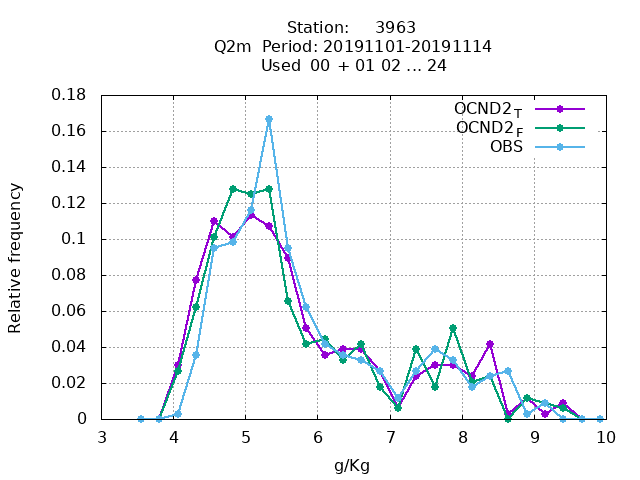 Station: 3963
Q2m Period: 20191101-20191114
Used 00 + 01 02 ... 24
0.18
0.16
0.14
0.12
0.1
0.08
0.06
0.04
0.02
0
OCND2T
OCND2F
OBS
Relative frequency
3 4 5 6 7 8 9 10
g/Kg